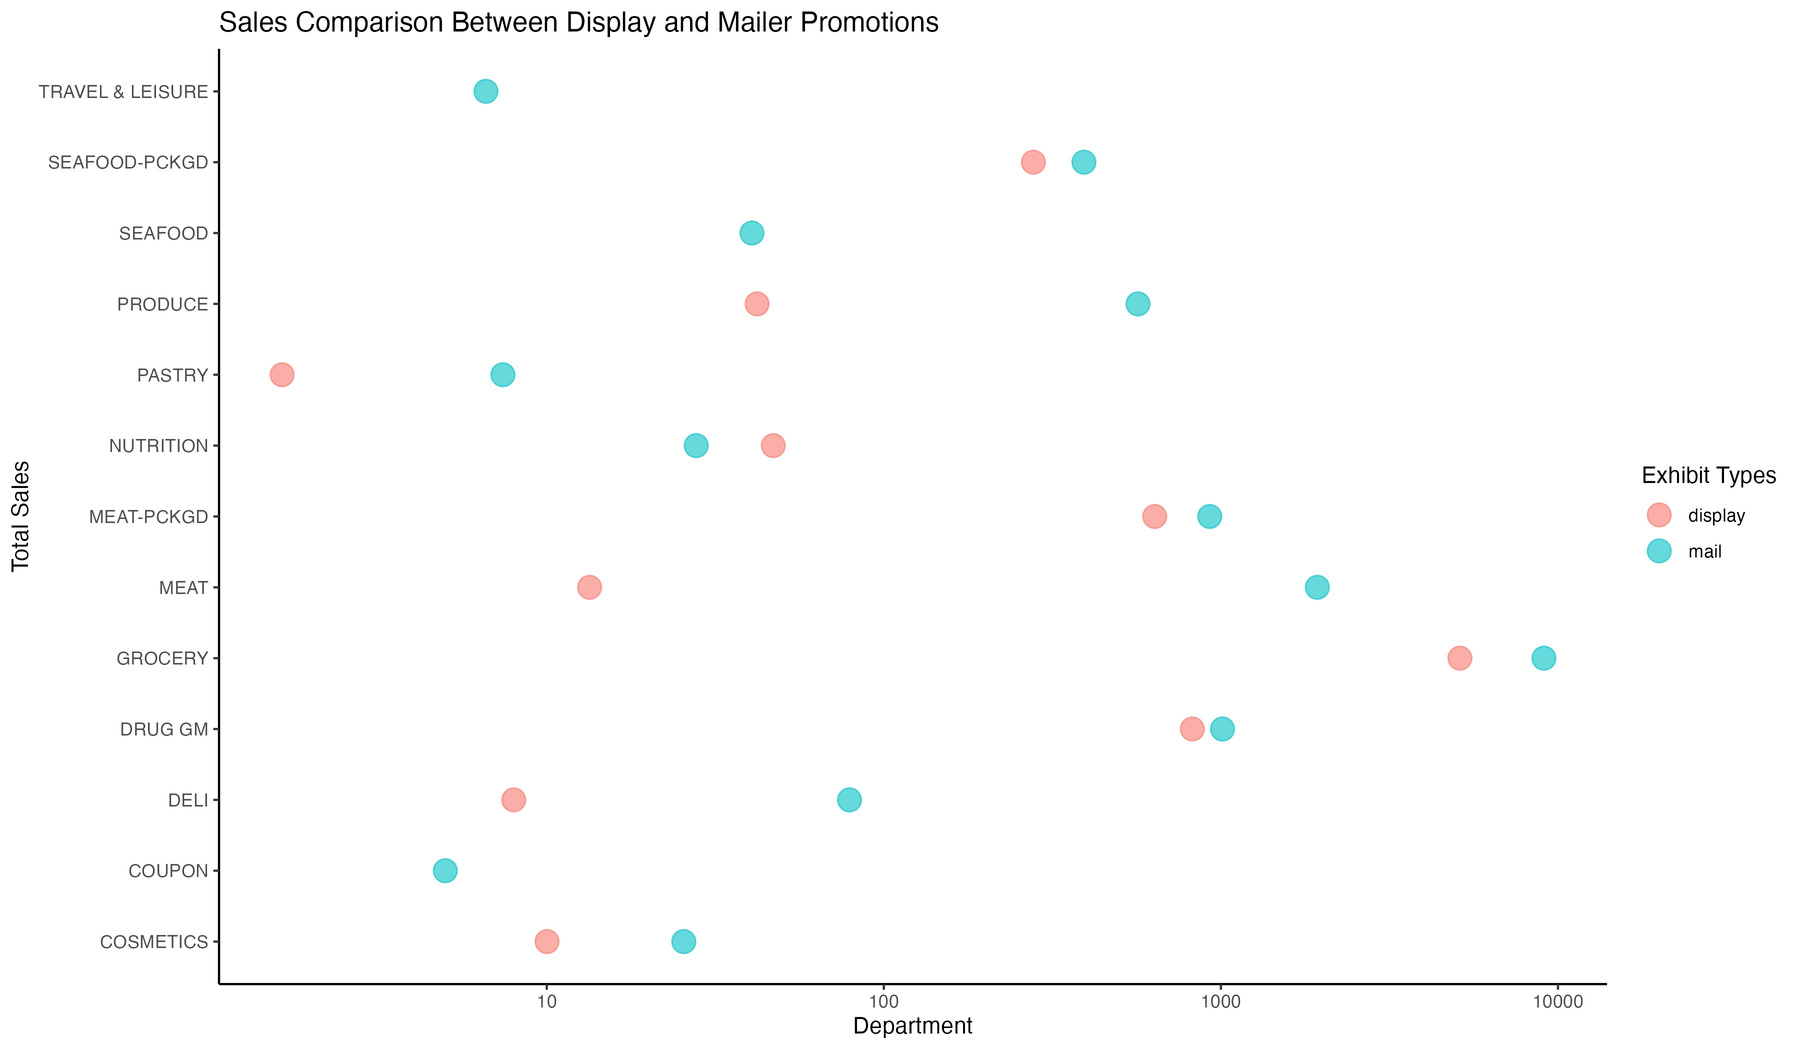 Sales Comparison Between Display and Mailer Promotions
Total Sales
TRAVEL & LEISURE
SEAFOOD-PCKGD
SEAFOOD
PRODUCE
PASTRY
NUTRITION
MEAT-PCKGD
MEAT
GROCERY
DRUG GM
DELI
COUPON
COSMETICS
10
100
1000
10000
Department
Exhibit Types
display
mail